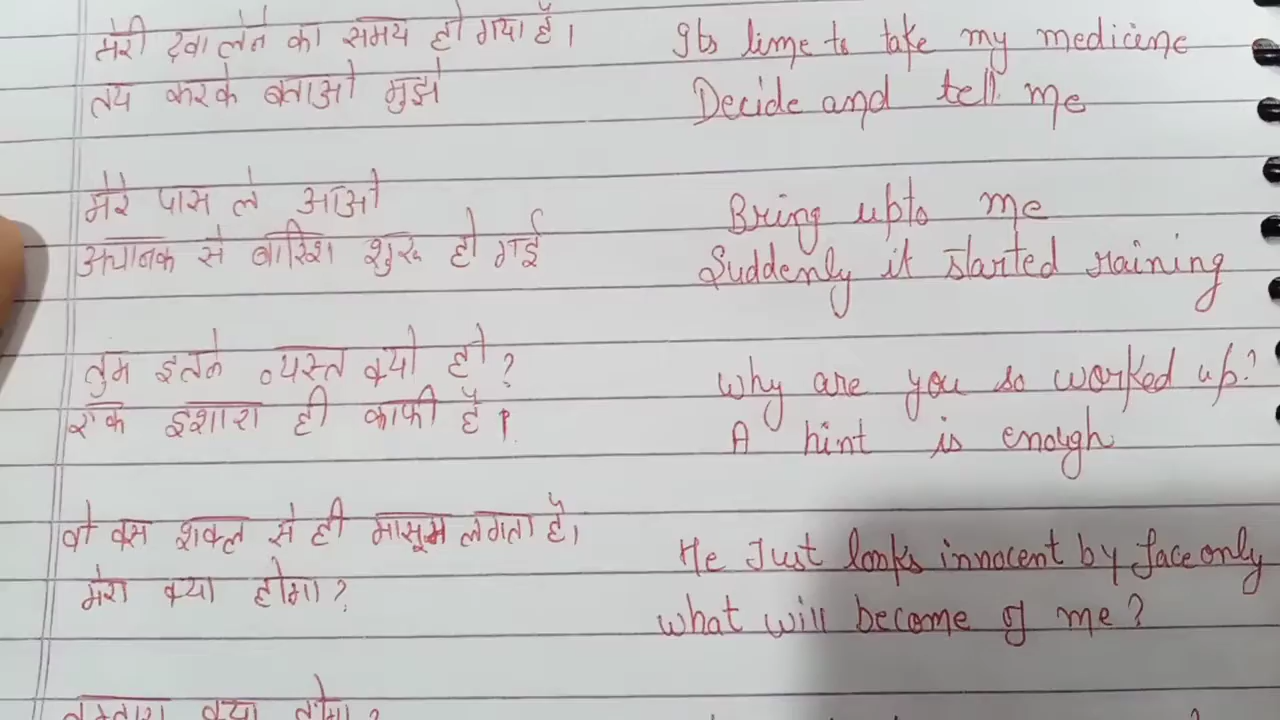 मेरी दवा लेने का समय हो गया है। Its time to take my medicine
तय करके बताओ मुझे Decide and tell me
मेरे पास ले आओ Bring upto me
अचानक से बारिश शुरू हो गई Suddenly it started raining
तुम इतने व्यस्त क्यो हो? Why are you so worked up?
एक इशारा ही काफी है। A hint is enough
वो बस शक्ल से ही मासूम लगता है। He Just looks innocent by face only
मेरा क्या होगा? what will become of me?
तुम्हारा क्या होगा?